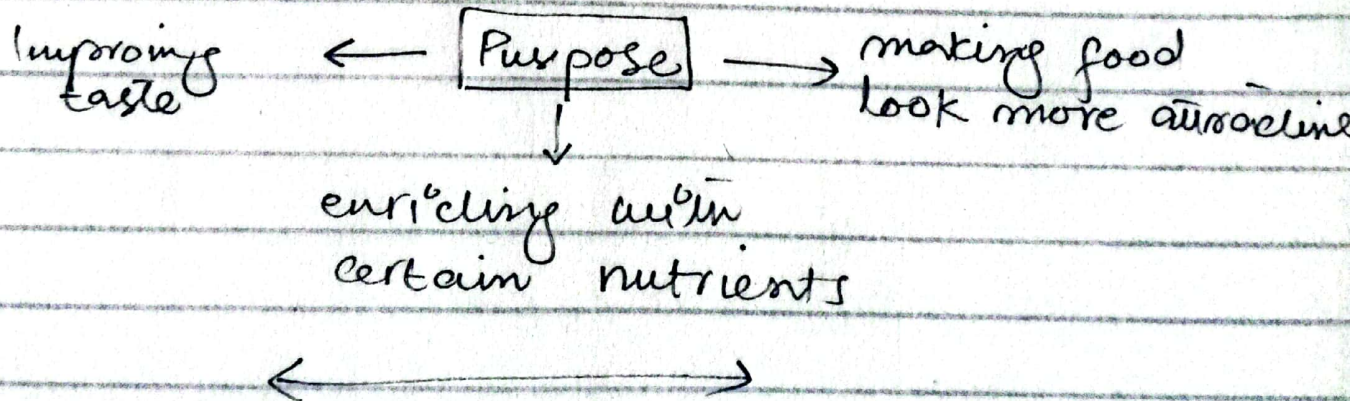 Improving ← Purpose → making food
taste look more attractive
enriching with
certain nutrients